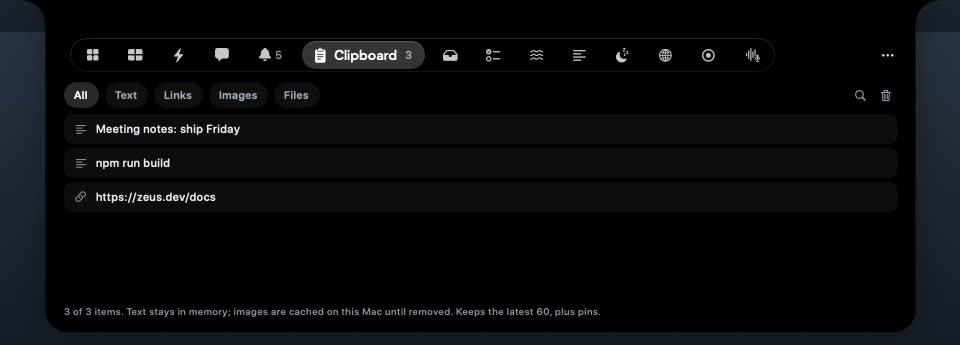 5 Clipboard 3
All Text Links Images Files
Meeting notes: ship Friday
npm run build
https://zeus.dev/docs
3 of 3 items. Text stays in memory; images are cached on this Mac until removed. Keeps the latest 60, plus pins.